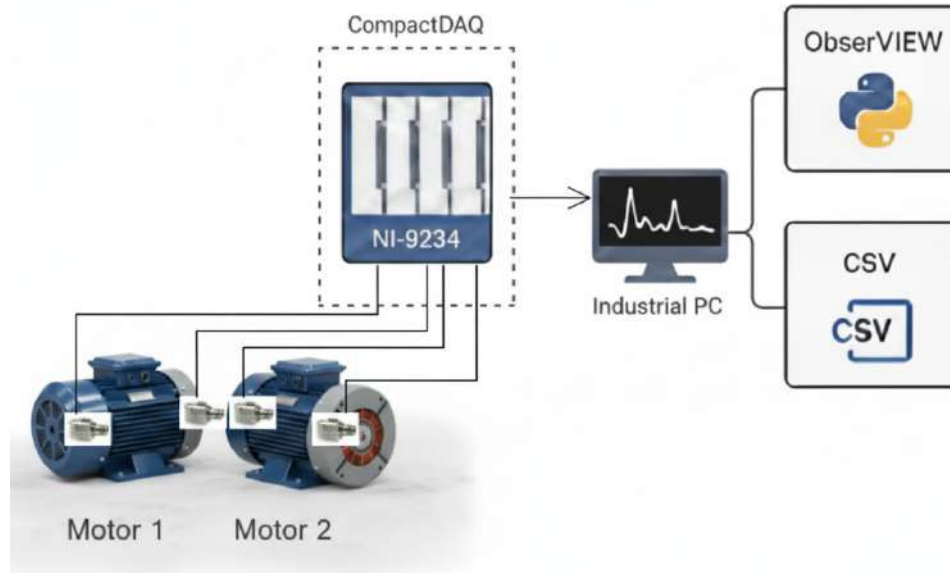 CompactDAQ
NI-9234
Industrial PC
ObserVIEW
CSV
CSV
Motor 1
Motor 2